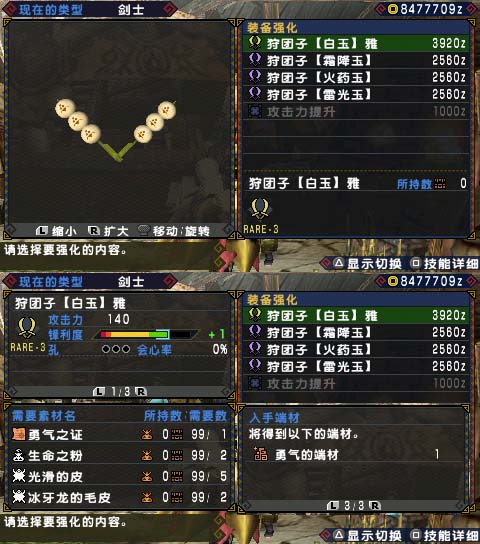 现在的类型 剑士
8477709z
装备强化
狩团子【白玉】雅 3920z
狩团子【霜降玉】 2560z
狩团子【火药玉】 2560z
狩团子【雷光玉】 2560z
攻击力提升 1000z
狩团子【白玉】雅 所持数 0
RARE-3
L 缩小 R 扩大 移动/旋转
请选择要强化的内容。
△显示切换 □技能详细
现在的类型 剑士
8477709z
狩团子【白玉】雅
攻击力 140
锋利度 +1
RARE-3
孔 会心率 0%
L 1/3 R
装备强化
狩团子【白玉】雅 3920z
狩团子【霜降玉】 2560z
狩团子【火药玉】 2560z
狩团子【雷光玉】 2560z
攻击力提升 1000z
需要素材名 所持数/需要数
勇气之证 0 99/ 1
生命之粉 0 99/ 2
光滑的皮 0 99/ 5
冰牙龙的毛皮 0 99/ 2
入手端材
将得到以下的端材。
勇气的端材 1
L 3/3 R
请选择要强化的内容。
△显示切换 □技能详细